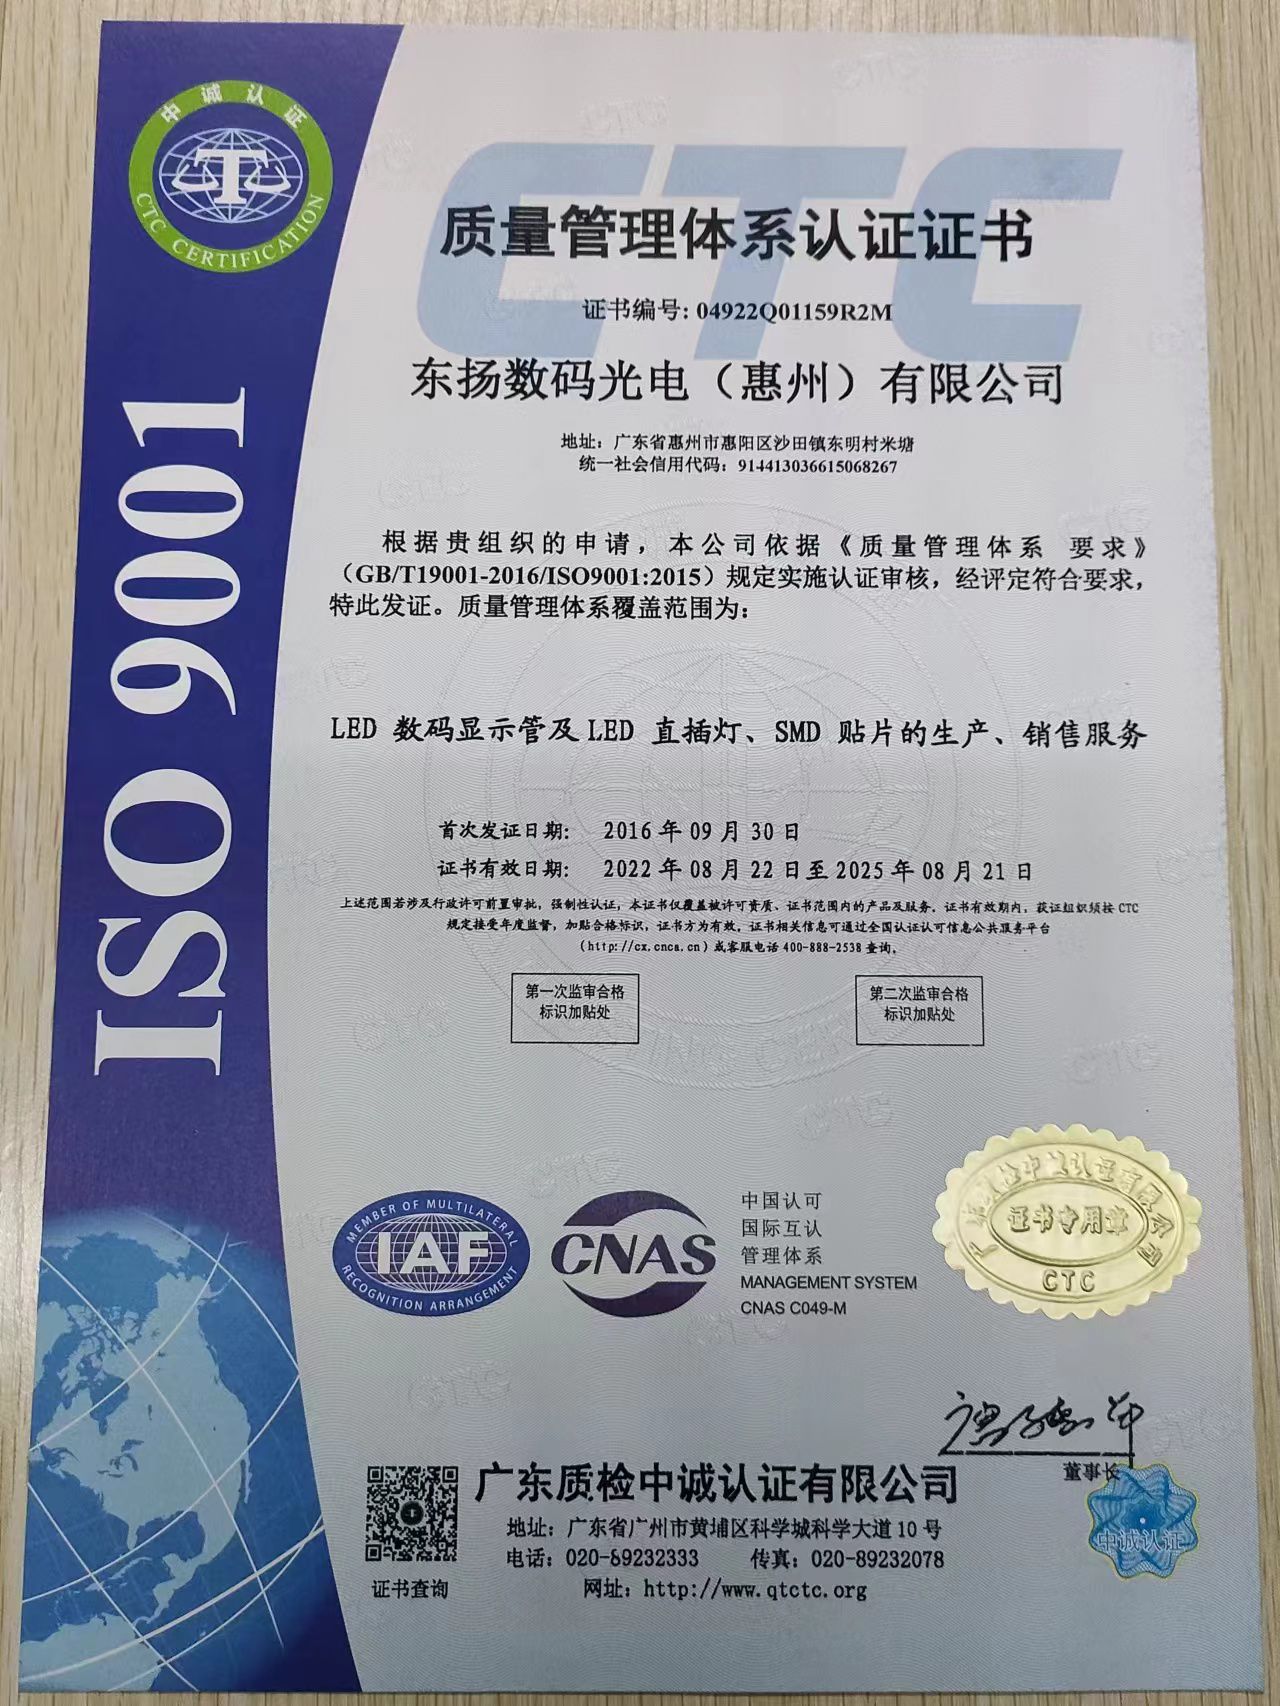 中诚认证
CTC CERTIFICATION
ISO 9001
CTC
质量管理体系认证证书
证书编号: 04922Q01159R2M
东扬数码光电（惠州）有限公司
地址：广东省惠州市惠阳区沙田镇东明村米塘
统一社会信用代码：914413036615068267
根据贵组织的申请，本公司依据《质量管理体系 要求》
（GB/T19001-2016/ISO9001:2015）规定实施认证审核，经评定符合要求，
特此发证。质量管理体系覆盖范围为：
LED 数码显示管及 LED 直插灯、SMD 贴片的生产、销售服务
首次发证日期： 2016 年 09 月 30 日
证书有效日期： 2022 年 08 月 22 日至 2025 年 08 月 21 日
上述范围若涉及行政许可前置审批，强制性认证，本证书仅覆盖被许可资质、证书范围内的产品及服务。证书有效期内，获证组织须接 CTC
规定接受年度监督，加贴合格标识，证书方为有效。证书相关信息可通过全国认证认可信息公共服务平台
（http://cx.cnca.cn）或客服电话 400-888-2538 查询。
第一次监审合格
标识加贴处
第二次监审合格
标识加贴处
MEMBER OF MULTILATERAL
IAF
RECOGNITION ARRANGEMENT
CNAS
中国认可
国际互认
管理体系
MANAGEMENT SYSTEM
CNAS C049-M
检中诚认证有限公司
证书专用章
CTC
董事长
中诚认证
广东质检中诚认证有限公司
地址：广东省广州市黄埔区科学城科学大道 10 号
电话：020-89232333 传真：020-89232078
网址：http://www.qtctc.org
证书查询